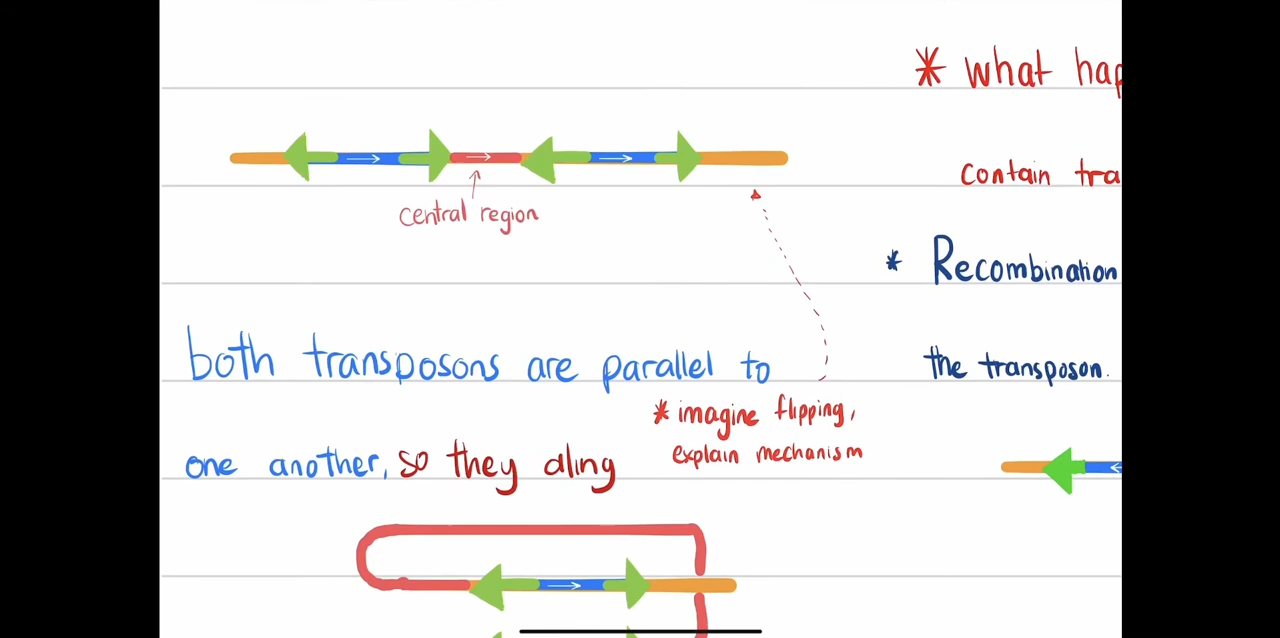 * what hap
contain tra
central region
* Recombination
both transposons are parallel to
the transposon.
* imagine flipping,
explain mechanism
one another, so they aling